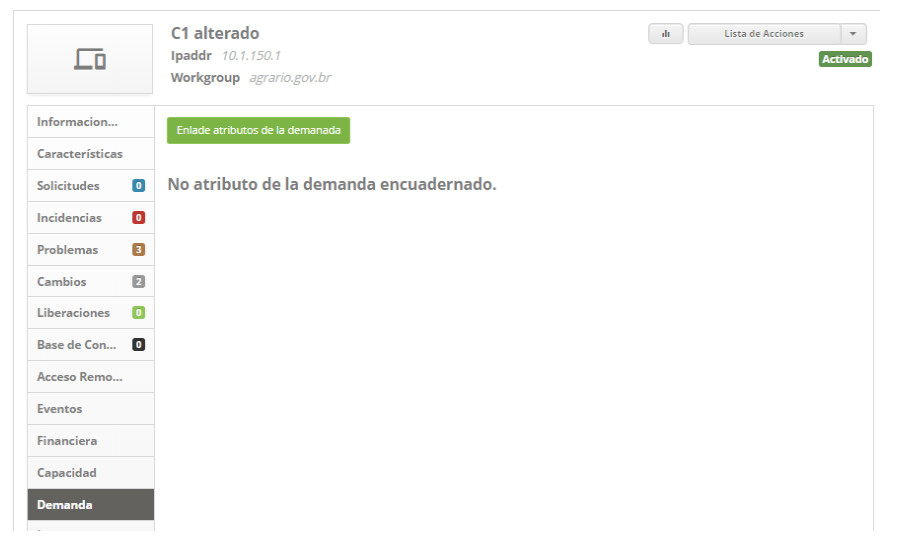 C1 alterado
Ipaddr 10.1.150.1
Workgroup agrario.gov.br
Lista de Acciones
Activado
Informacion...
Características
Solicitudes 0
Incidencias 0
Problemas 3
Cambios 2
Liberaciones 0
Base de Con... 0
Acceso Remo...
Eventos
Financiera
Capacidad
Demanda
Enlade atributos de la demanada
No atributo de la demanda encuadernado.